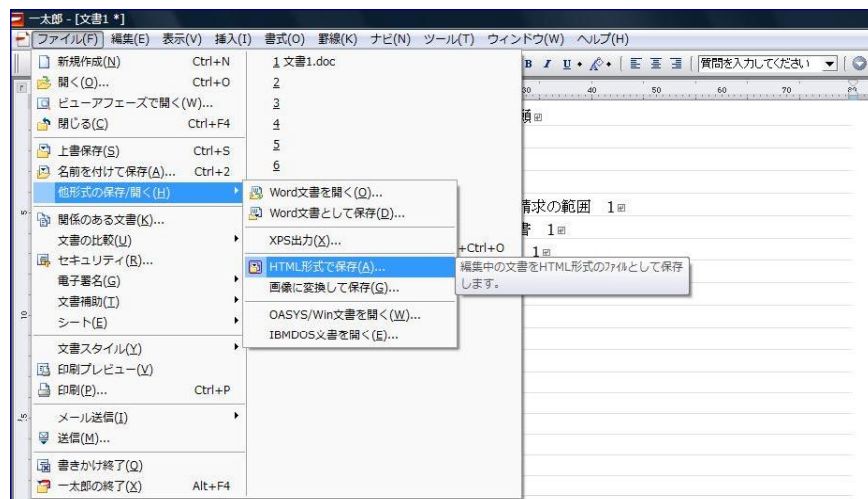 一太郎 - [文書1 *]
ファイル(F) 編集(E) 表示(V) 挿入(I) 書式(O) 罫線(K) ナビ(N) ツール(T) ウィンドウ(W) ヘルプ(H)
B I U 質問を入力してください
30 40 50 60 70
新規作成(N) Ctrl+N
開く(O)... Ctrl+O
ビューアフェーズで開く(W)...
閉じる(C) Ctrl+F4
上書保存(S) Ctrl+S
名前を付けて保存(A)... Ctrl+2
他形式の保存/開く(H)
関係のある文書(K)...
文書の比較(U)
セキュリティ(R)...
電子署名(G)
文書補助(T)
シート(E)
文書スタイル(Y)
印刷プレビュー(V)
印刷(P)... Ctrl+P
メール送信(I)
送信(M)...
書きかけ終了(Q)
一太郎の終了(X) Alt+F4
1 文書1.doc
2
3
4
5
6
Word文書を開く(O)...
Word文書として保存(D)...
XPS出力(X)...
HTML形式で保存(A)...
画像に変換して保存(G)...
OASYS/Win文書を開く(W)...
IBMDOS文書を開く(E)...
+Ctrl+O
編集中の文書をHTML形式のファイルとして保存
します。
請求の範囲 1
書 1
1